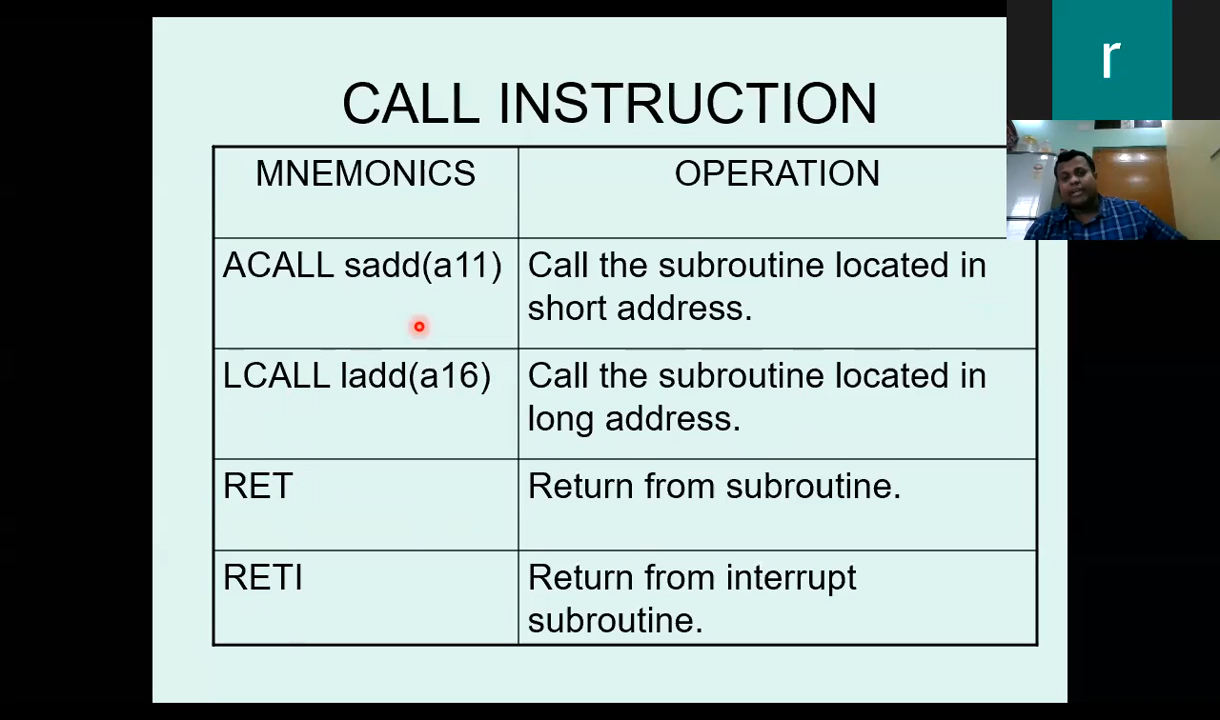 CALL INSTRUCTION
r
MNEMONICS
OPERATION
ACALL sadd(a11)
Call the subroutine located in
short address.
LCALL ladd(a16)
Call the subroutine located in
long address.
RET
Return from subroutine.
RETI
Return from interrupt
subroutine.